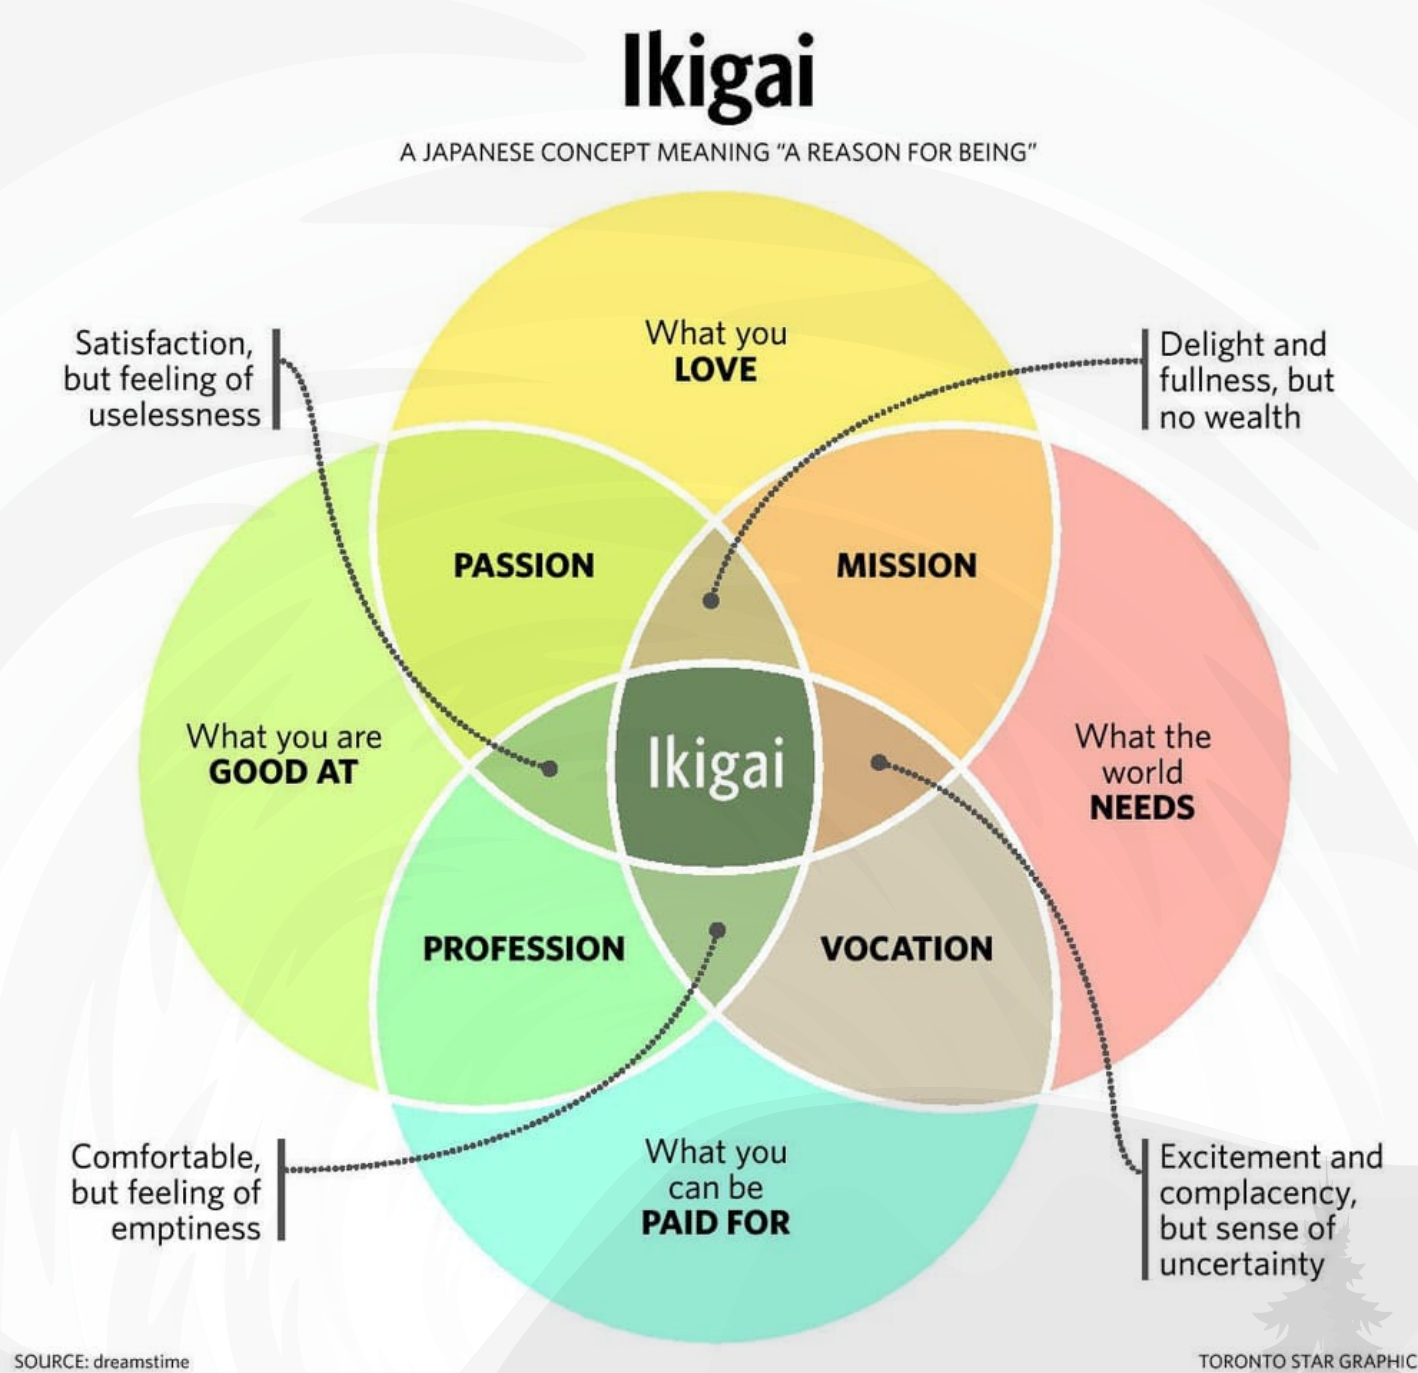 Ikigai
A JAPANESE CONCEPT MEANING “A REASON FOR BEING”
Satisfaction,
but feeling of
uselessness
What you
LOVE
Delight and
fullness, but
no wealth
PASSION
MISSION
What you are
GOOD AT
Ikigai
What the
world
NEEDS
PROFESSION
VOCATION
Comfortable,
but feeling of
emptiness
What you
can be
PAID FOR
Excitement and
complacency,
but sense of
uncertainty
SOURCE: dreamstime
TORONTO STAR GRAPHIC